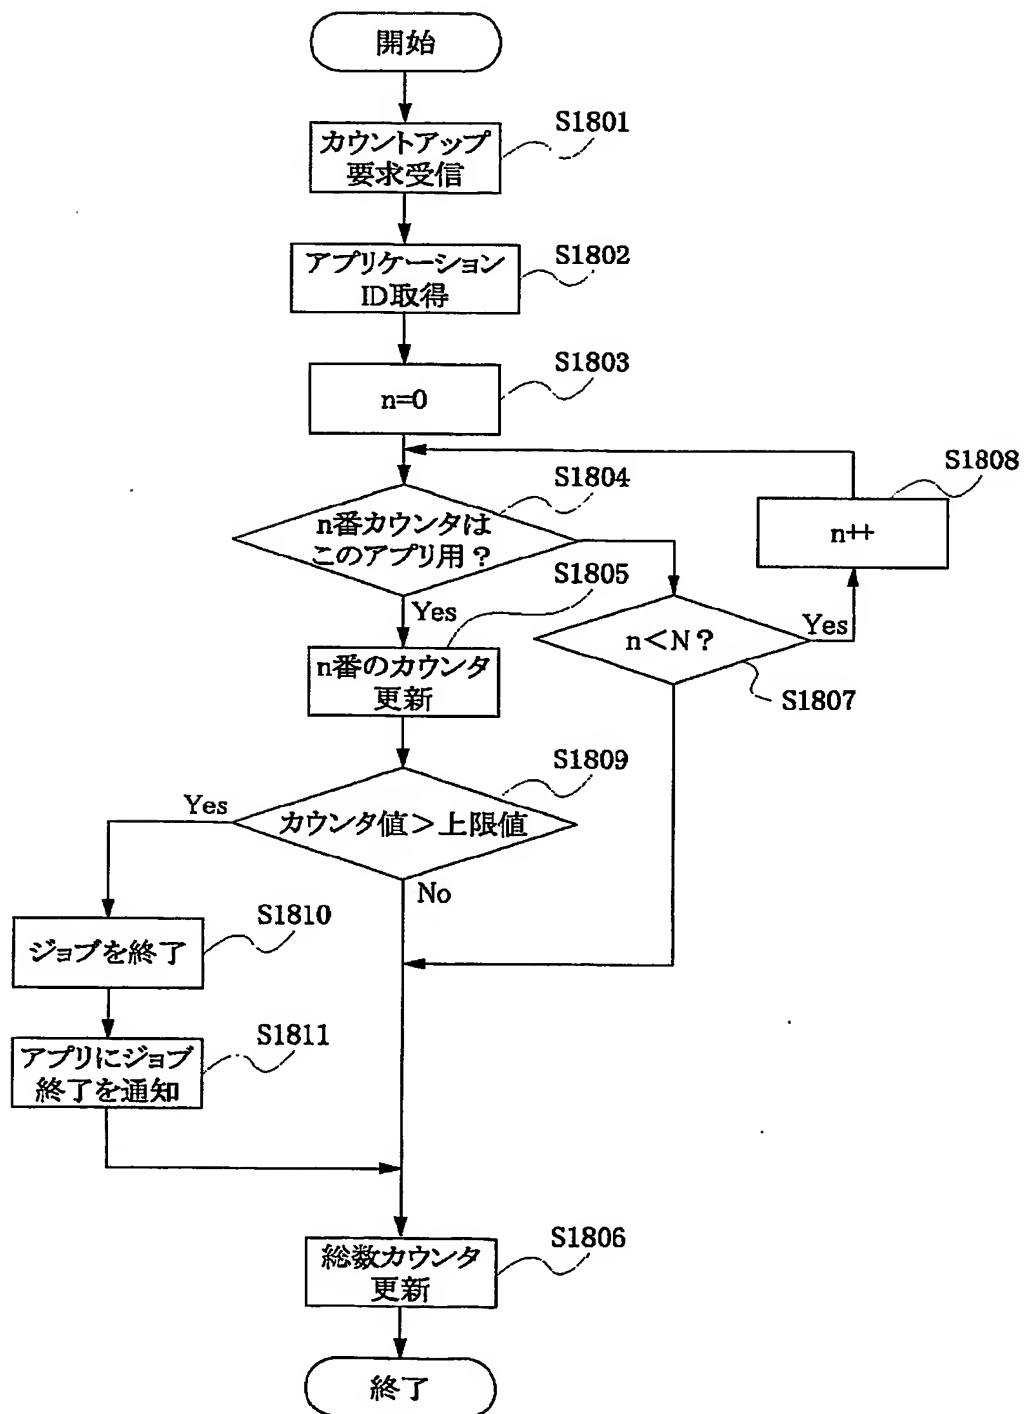 開始
S1801
カウントアップ
要求受信
S1802
アプリケーション
ID取得
S1803
n=0
S1808
n++
S1804
n番カウンタは
このアプリ用？
S1805
Yes
n＜N？
Yes
S1807
n番のカウンタ
更新
S1809
Yes
カウンタ値＞上限値
No
S1810
ジョブを終了
S1811
アプリにジョブ
終了を通知
S1806
総数カウンタ
更新
終了